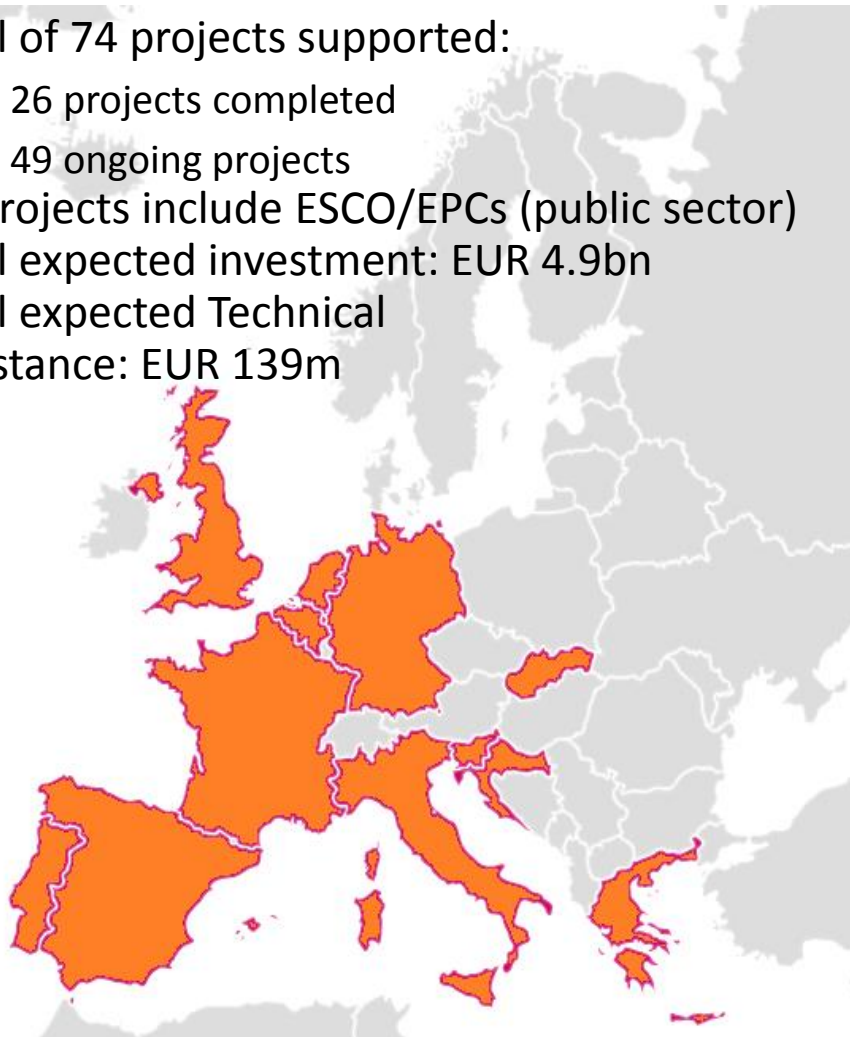 l of 74 projects supported:
26 projects completed
49 ongoing projects
rojects include ESCO/EPCs (public sector)
l expected investment: EUR 4.9bn
l expected Technical
stance: EUR 139m